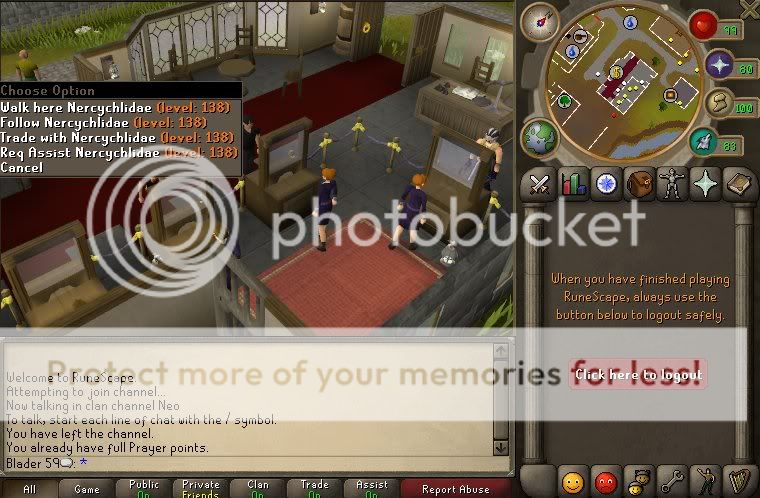 Choose Option
Walk here Nercychlidae (level: 138)
Follow Nercychlidae (level: 138)
Trade with Nercychlidae (level: 138)
Req Assist Nercychlidae (level: 138)
Cancel
99
80
100
83
photobucket
When you have finished playing
RuneScape, always use the
button below to logout safely.
Protect more of your memories for less!
Click here to logout
Welcome to RuneScape.
Attempting to join channel...
Now talking in clan channel Neo
To talk, start each line of chat with the / symbol.
You have left the channel.
You already have full Prayer points.
Blader 59: *
All
Game
Public
On
Private
Friends
Clan
On
Trade
On
Assist
On
Report Abuse